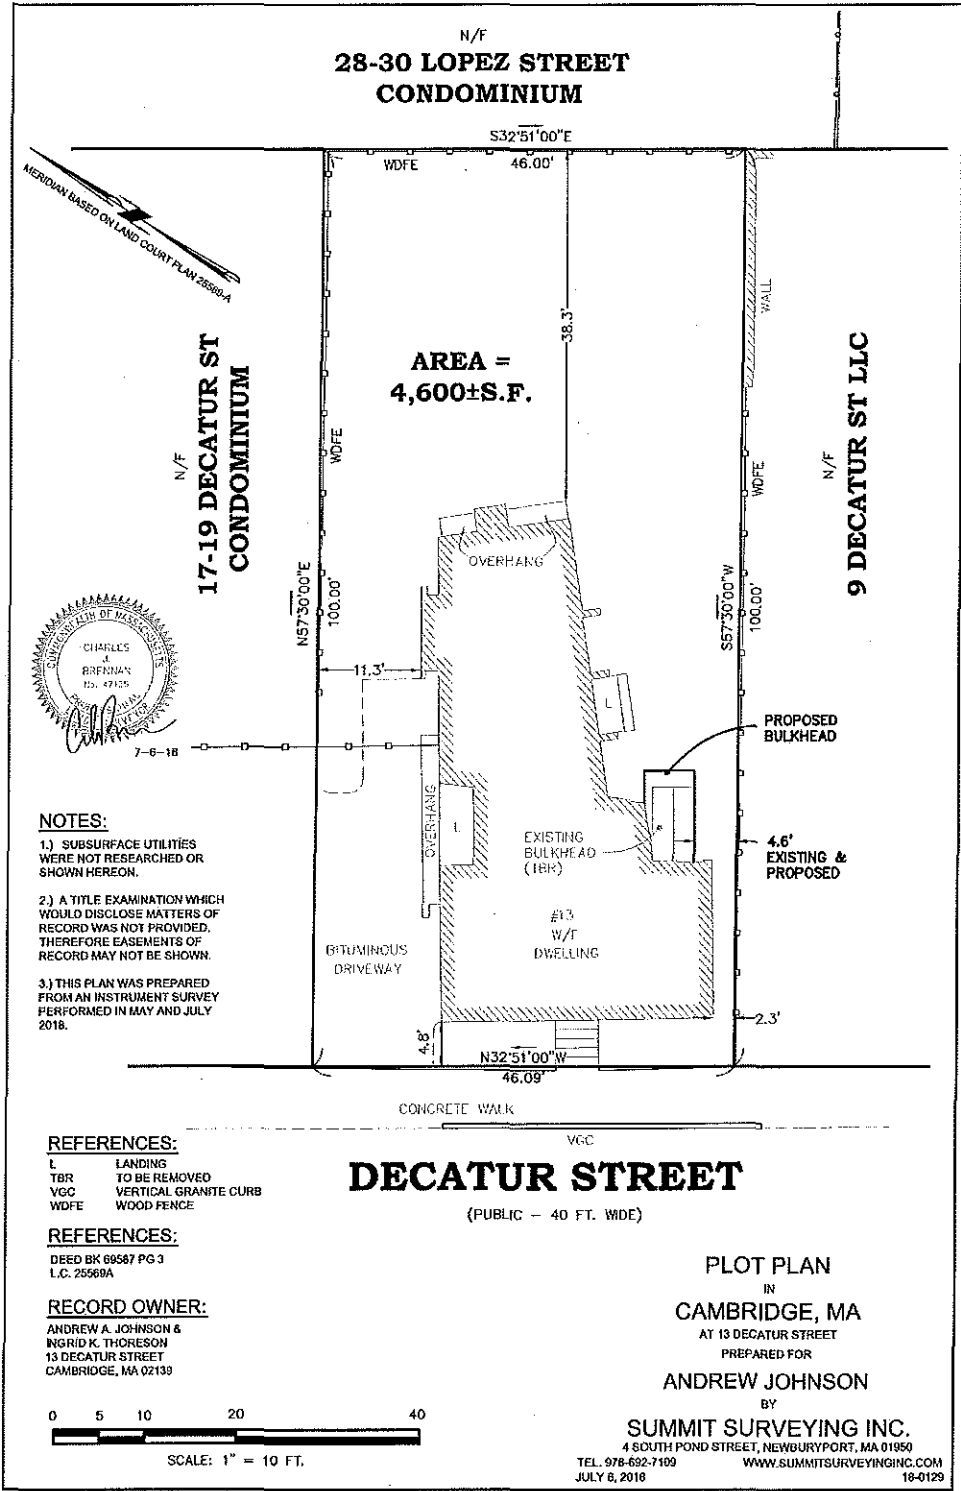 N/F
28-30 LOPEZ STREET
CONDOMINIUM
S32°51'00"E
WDFE
46.00'
MERIDIAN BASED ON LAND COURT PLAN 25569-A
38.3'
WALL
AREA =
4,600±S.F.
N/F
17-19 DECATUR ST
CONDOMINIUM
WDFE
WDFE
N/F
9 DECATUR ST LLC
OVERHANG
N57°30'00"E
100.00'
S57°30'00"W
100.00'
COMMONWEALTH OF MASSACHUSETTS
CHARLES
J.
BRENNAN
PROFESSIONAL
7-6-18
11.3'
L
PROPOSED
BULKHEAD
OVERHANG
L
EXISTING
BULKHEAD
(TBR)
4.6'
EXISTING &
PROPOSED
NOTES:
1.) SUBSURFACE UTILITIES
WERE NOT RESEARCHED OR
SHOWN HEREON.
2.) A TITLE EXAMINATION WHICH
WOULD DISCLOSE MATTERS OF
RECORD WAS NOT PROVIDED,
THEREFORE EASEMENTS OF
RECORD MAY NOT BE SHOWN.
3.) THIS PLAN WAS PREPARED
FROM AN INSTRUMENT SURVEY
PERFORMED IN MAY AND JULY
2018.
#13
W/F
DWELLING
BITUMINOUS
DRIVEWAY
4.8'
2.3'
N32°51'00"W
46.09'
CONCRETE WALK
VGC
DECATUR STREET
(PUBLIC – 40 FT. WIDE)
REFERENCES:
L LANDING
TBR TO BE REMOVED
VGC VERTICAL GRANITE CURB
WDFE WOOD FENCE
REFERENCES:
DEED BK 69587 PG 3
L.C. 25569A
RECORD OWNER:
ANDREW A. JOHNSON &
INGRID K. THORESON
13 DECATUR STREET
CAMBRIDGE, MA 02139
0 5 10 20 40
SCALE: 1" = 10 FT.
PLOT PLAN
IN
CAMBRIDGE, MA
AT 13 DECATUR STREET
PREPARED FOR
ANDREW JOHNSON
BY
SUMMIT SURVEYING INC.
4 SOUTH POND STREET, NEWBURYPORT, MA 01950
TEL. 978-692-7109 WWW.SUMMITSURVEYINGINC.COM
JULY 6, 2018 18-0129